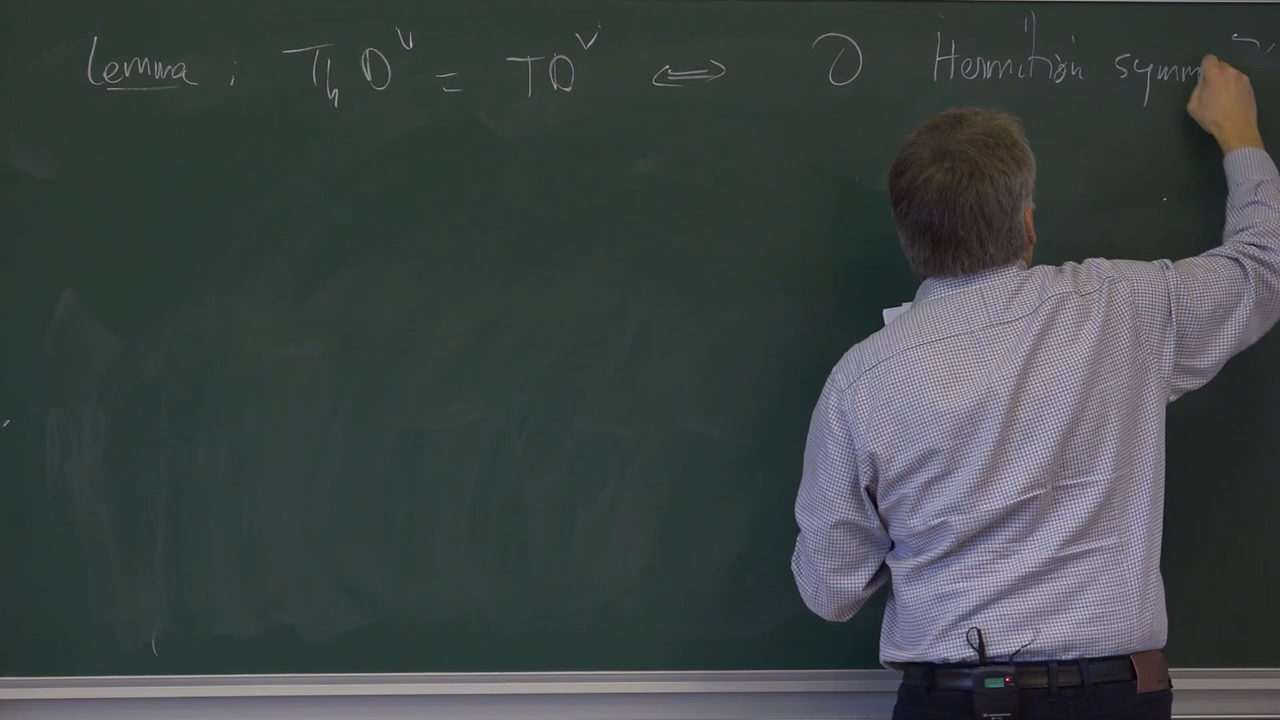 Lemma : T_h D^∨ = TD^∨ ⟺ D "Hermitian symm